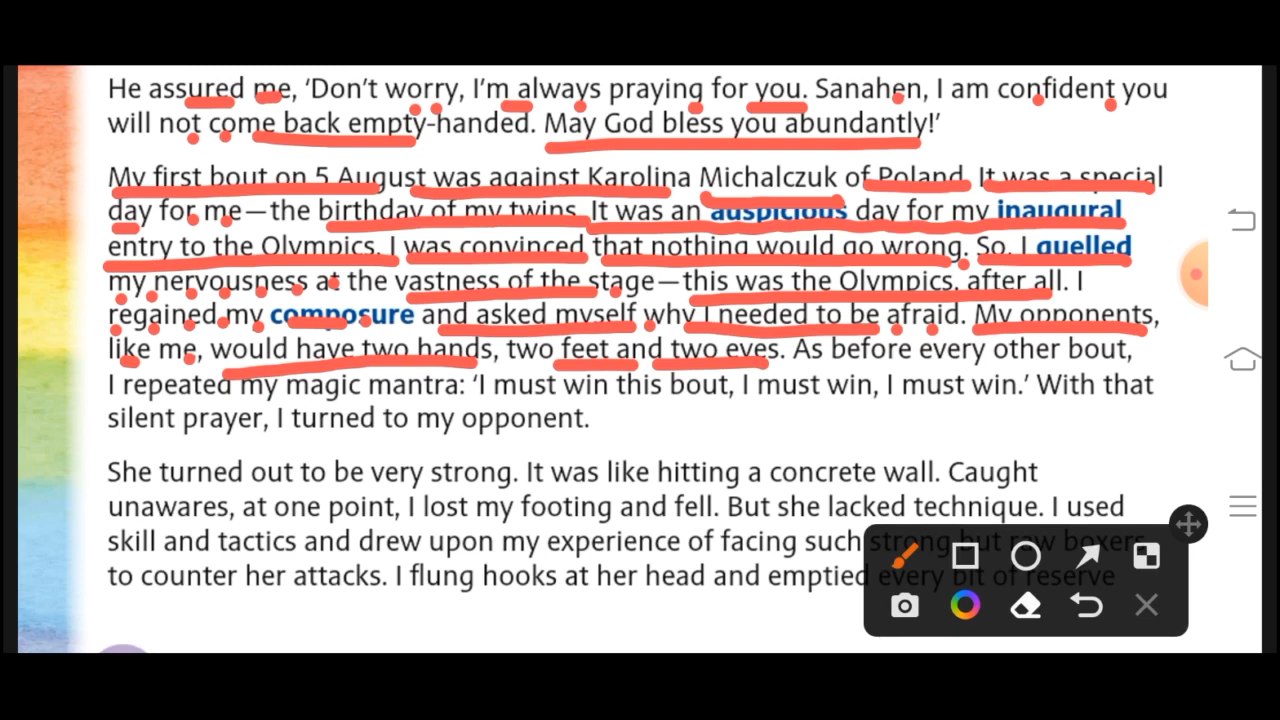 He assured me, ‘Don’t worry, I’m always praying for you. Sanahen, I am confident you
will not come back empty-handed. May God bless you abundantly!’
My first bout on 5 August was against Karolina Michalczuk of Poland. It was a special
day for me—the birthday of my twins. It was an auspicious day for my inaugural
entry to the Olympics. I was convinced that nothing would go wrong. So, I quelled
my nervousness at the vastness of the stage—this was the Olympics, after all. I
regained my composure and asked myself why I needed to be afraid. My opponents,
like me, would have two hands, two feet and two eyes. As before every other bout,
I repeated my magic mantra: ‘I must win this bout, I must win, I must win.’ With that
silent prayer, I turned to my opponent.
She turned out to be very strong. It was like hitting a concrete wall. Caught
unawares, at one point, I lost my footing and fell. But she lacked technique. I used
skill and tactics and drew upon my experience of facing such strong but raw boxers
to counter her attacks. I flung hooks at her head and emptied every bit of reserve